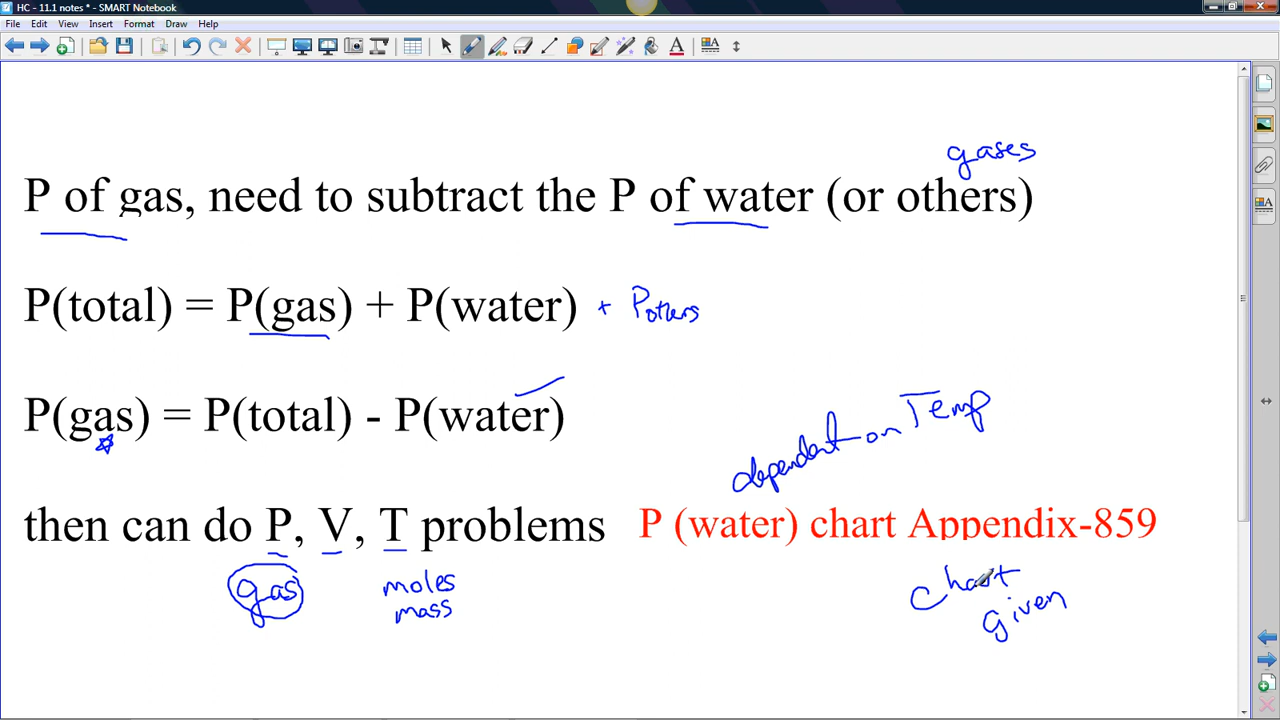 HC - 11.1 notes * - SMART Notebook
File Edit View Insert Format Tools Draw Help
gases
P of gas, need to subtract the P of water (or others)
P(total) = P(gas) + P(water) + Pothers
P(gas) = P(total) - P(water)
dependent on Temp
then can do P, V, T problems P (water) chart Appendix-859
gas moles chart
mass given